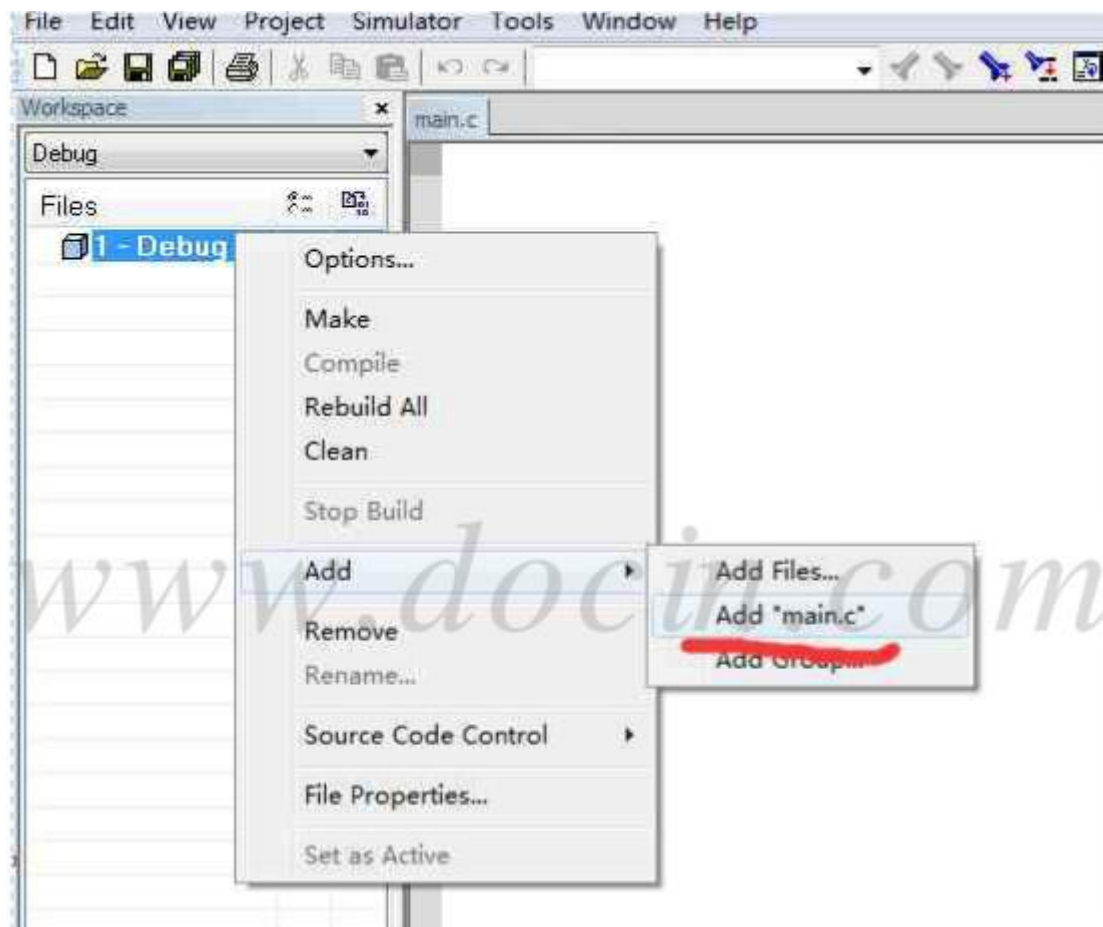 File Edit View Project Simulator Tools Window Help
Workspace
main.c
Debug
Files
1 - Debug
Options...
Make
Compile
Rebuild All
Clean
Stop Build
Add
Add Files...
Add "main.c"
Add Group...
Remove
Rename...
Source Code Control
File Properties...
Set as Active
www.docin.com